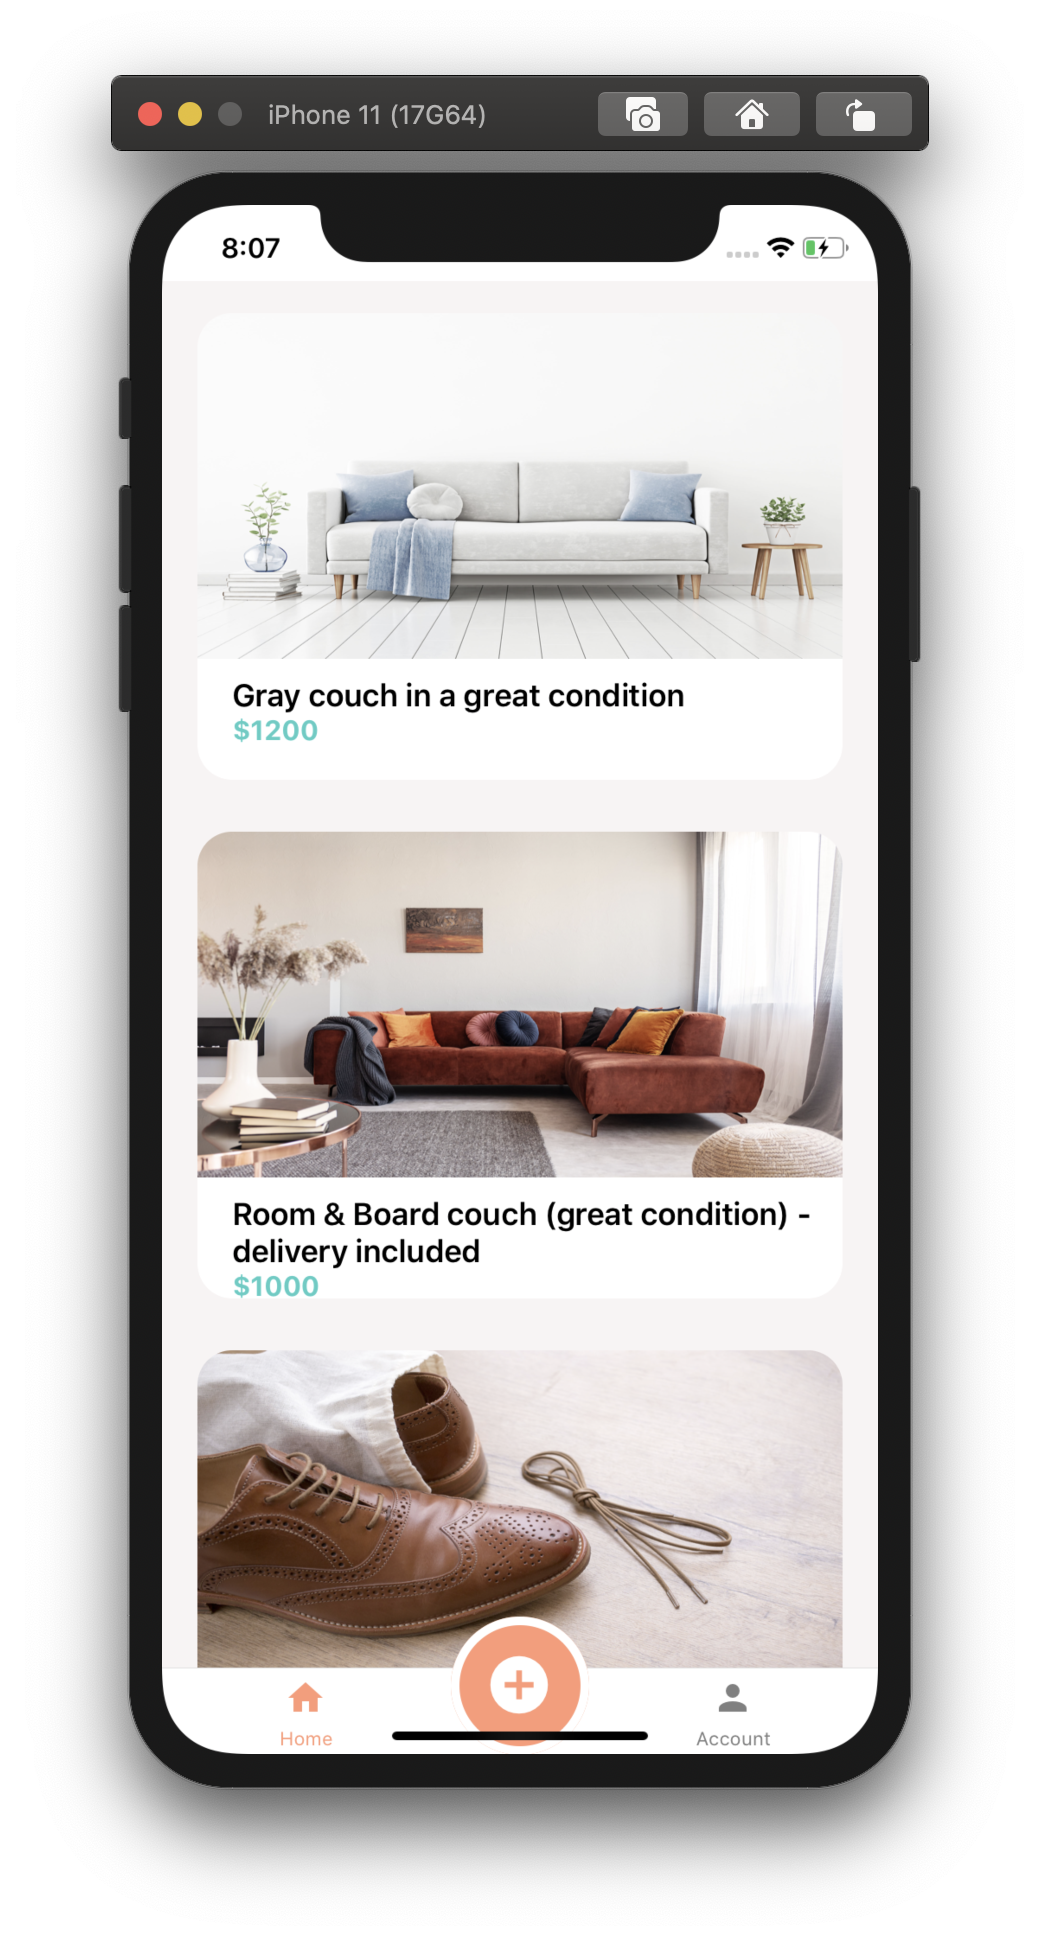 iPhone 11 (17G64)
8:07
Gray couch in a great condition
$1200
Room & Board couch (great condition) -
delivery included
$1000
Home
Account